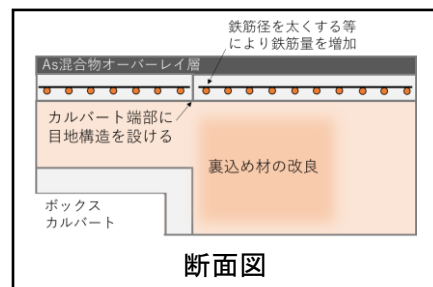 鉄筋径を太くする等
により鉄筋量を増加
As混合物オーバーレイ層
カルバート端部に
目地構造を設ける
裏込め材の改良
ボックス
カルバート
断面図